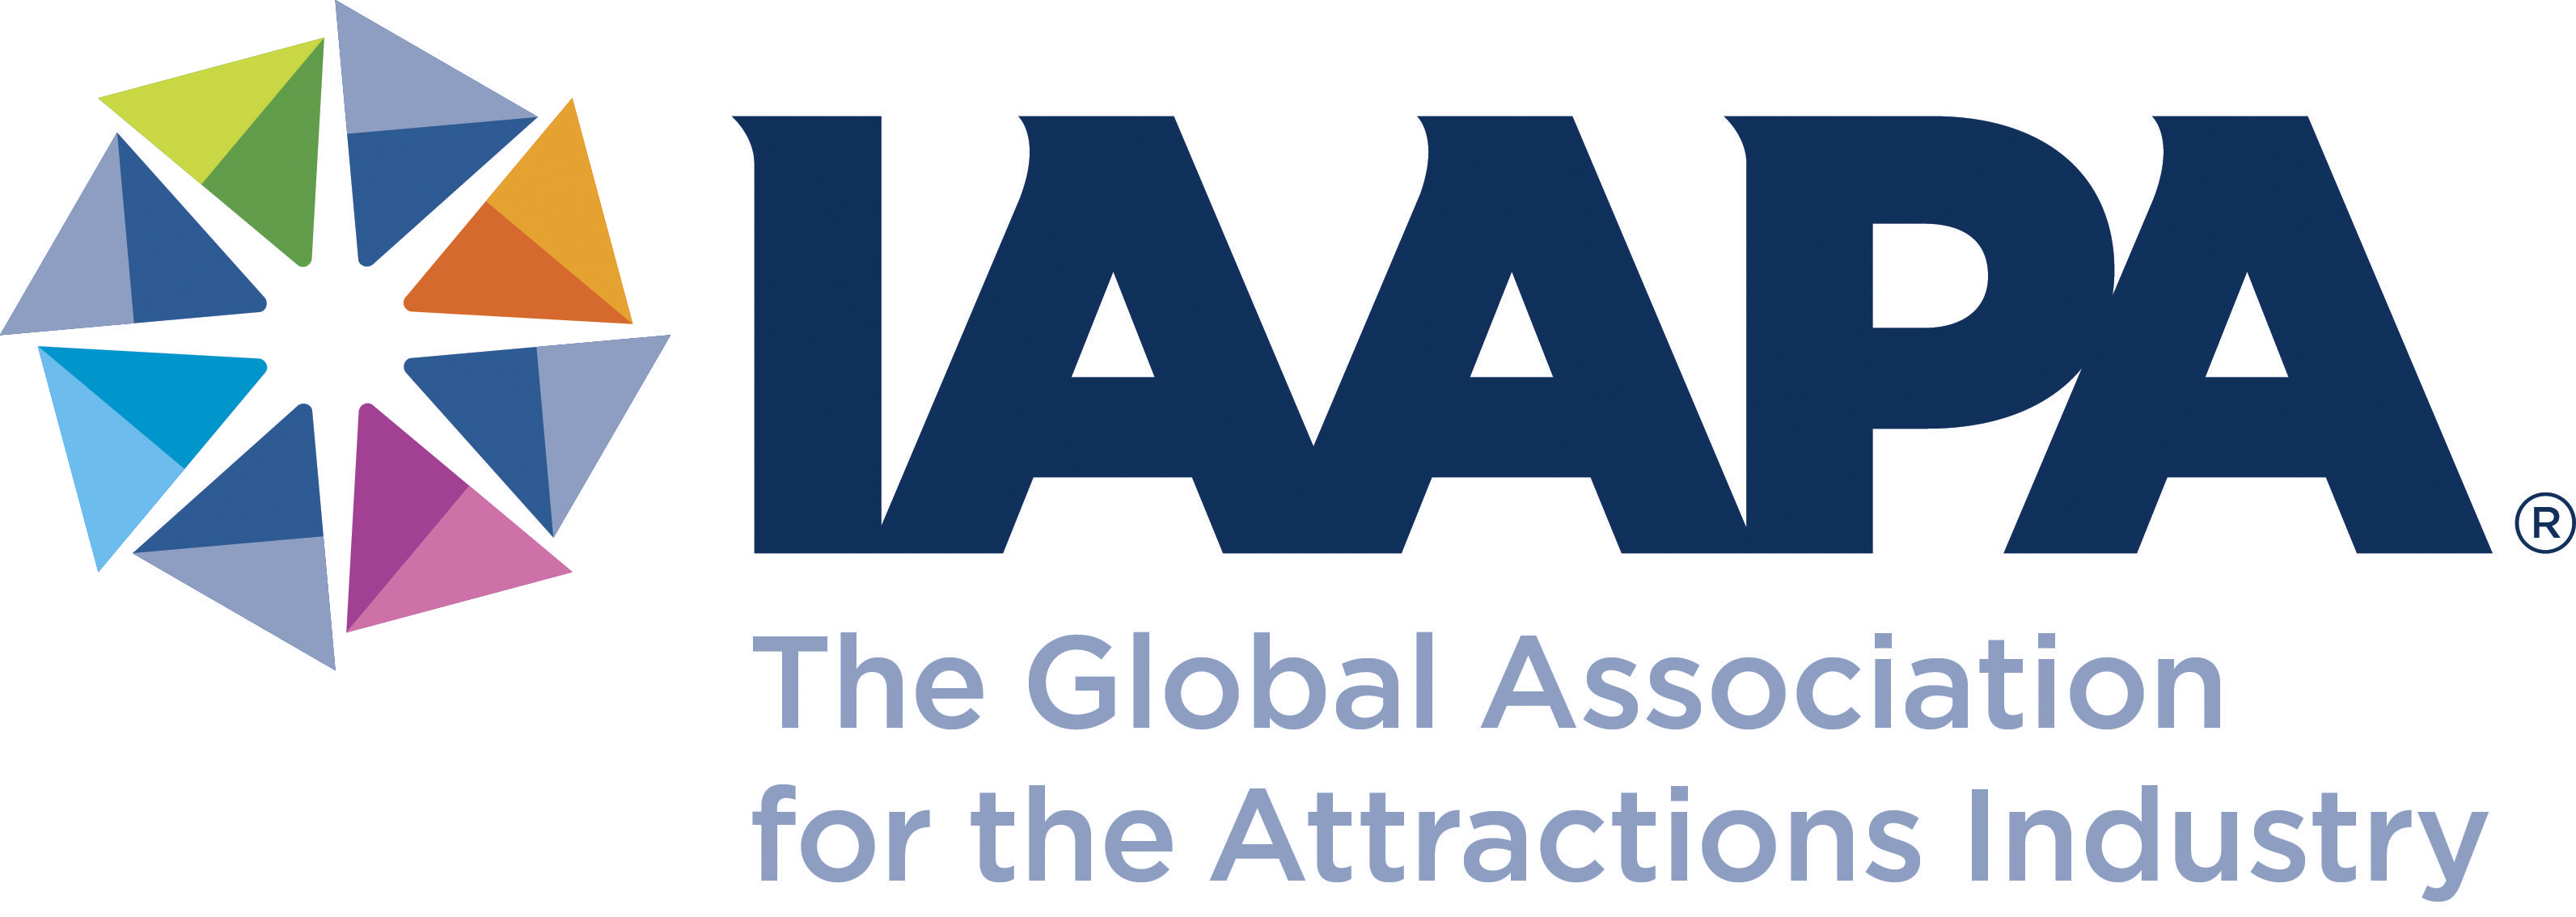 IAAPA®
The Global Association
for the Attractions Industry